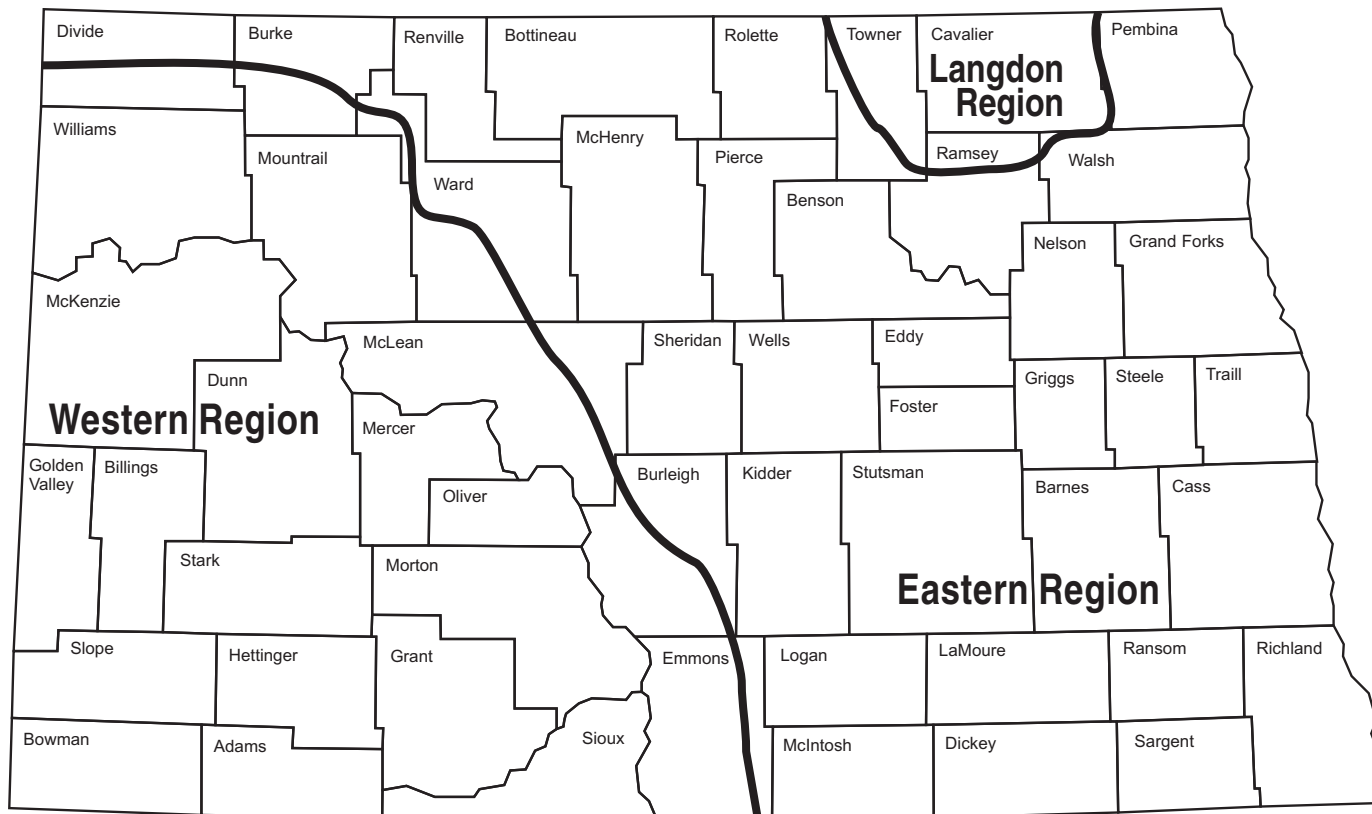 Divide
Burke
Renville
Bottineau
Rolette
Towner
Cavalier
Pembina
Langdon
Region
Williams
Mountrail
Ward
McHenry
Pierce
Ramsey
Walsh
Benson
Nelson
Grand Forks
McKenzie
McLean
Sheridan
Wells
Eddy
Dunn
Griggs
Steele
Traill
Foster
Western Region
Mercer
Golden
Valley
Billings
Oliver
Burleigh
Kidder
Stutsman
Barnes
Cass
Stark
Morton
Eastern Region
Slope
Hettinger
Grant
Emmons
Logan
LaMoure
Ransom
Richland
Bowman
Adams
Sioux
McIntosh
Dickey
Sargent